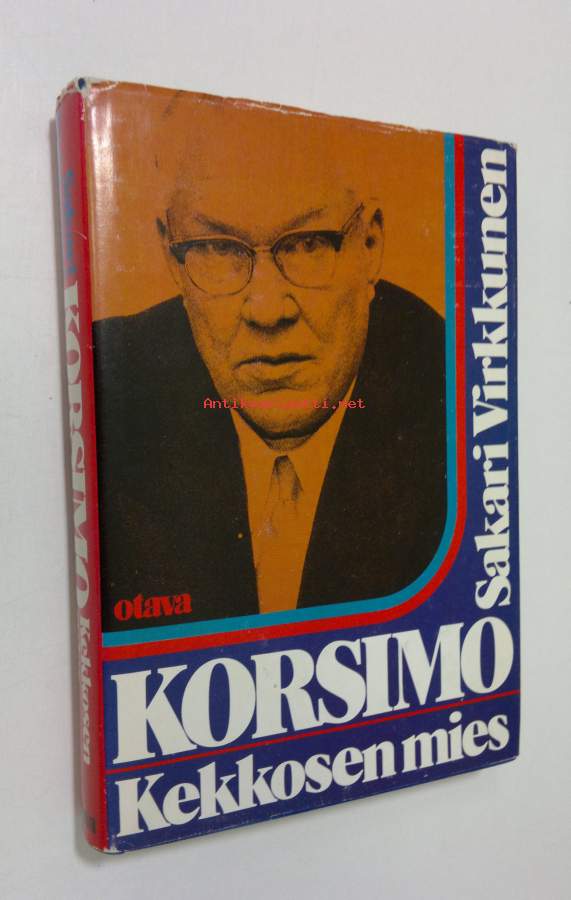 Sakari Virkkunen
otava
KORSIMO
Kekkosen mies
KORSIMO Kekkosen
Antikvariaatti.net